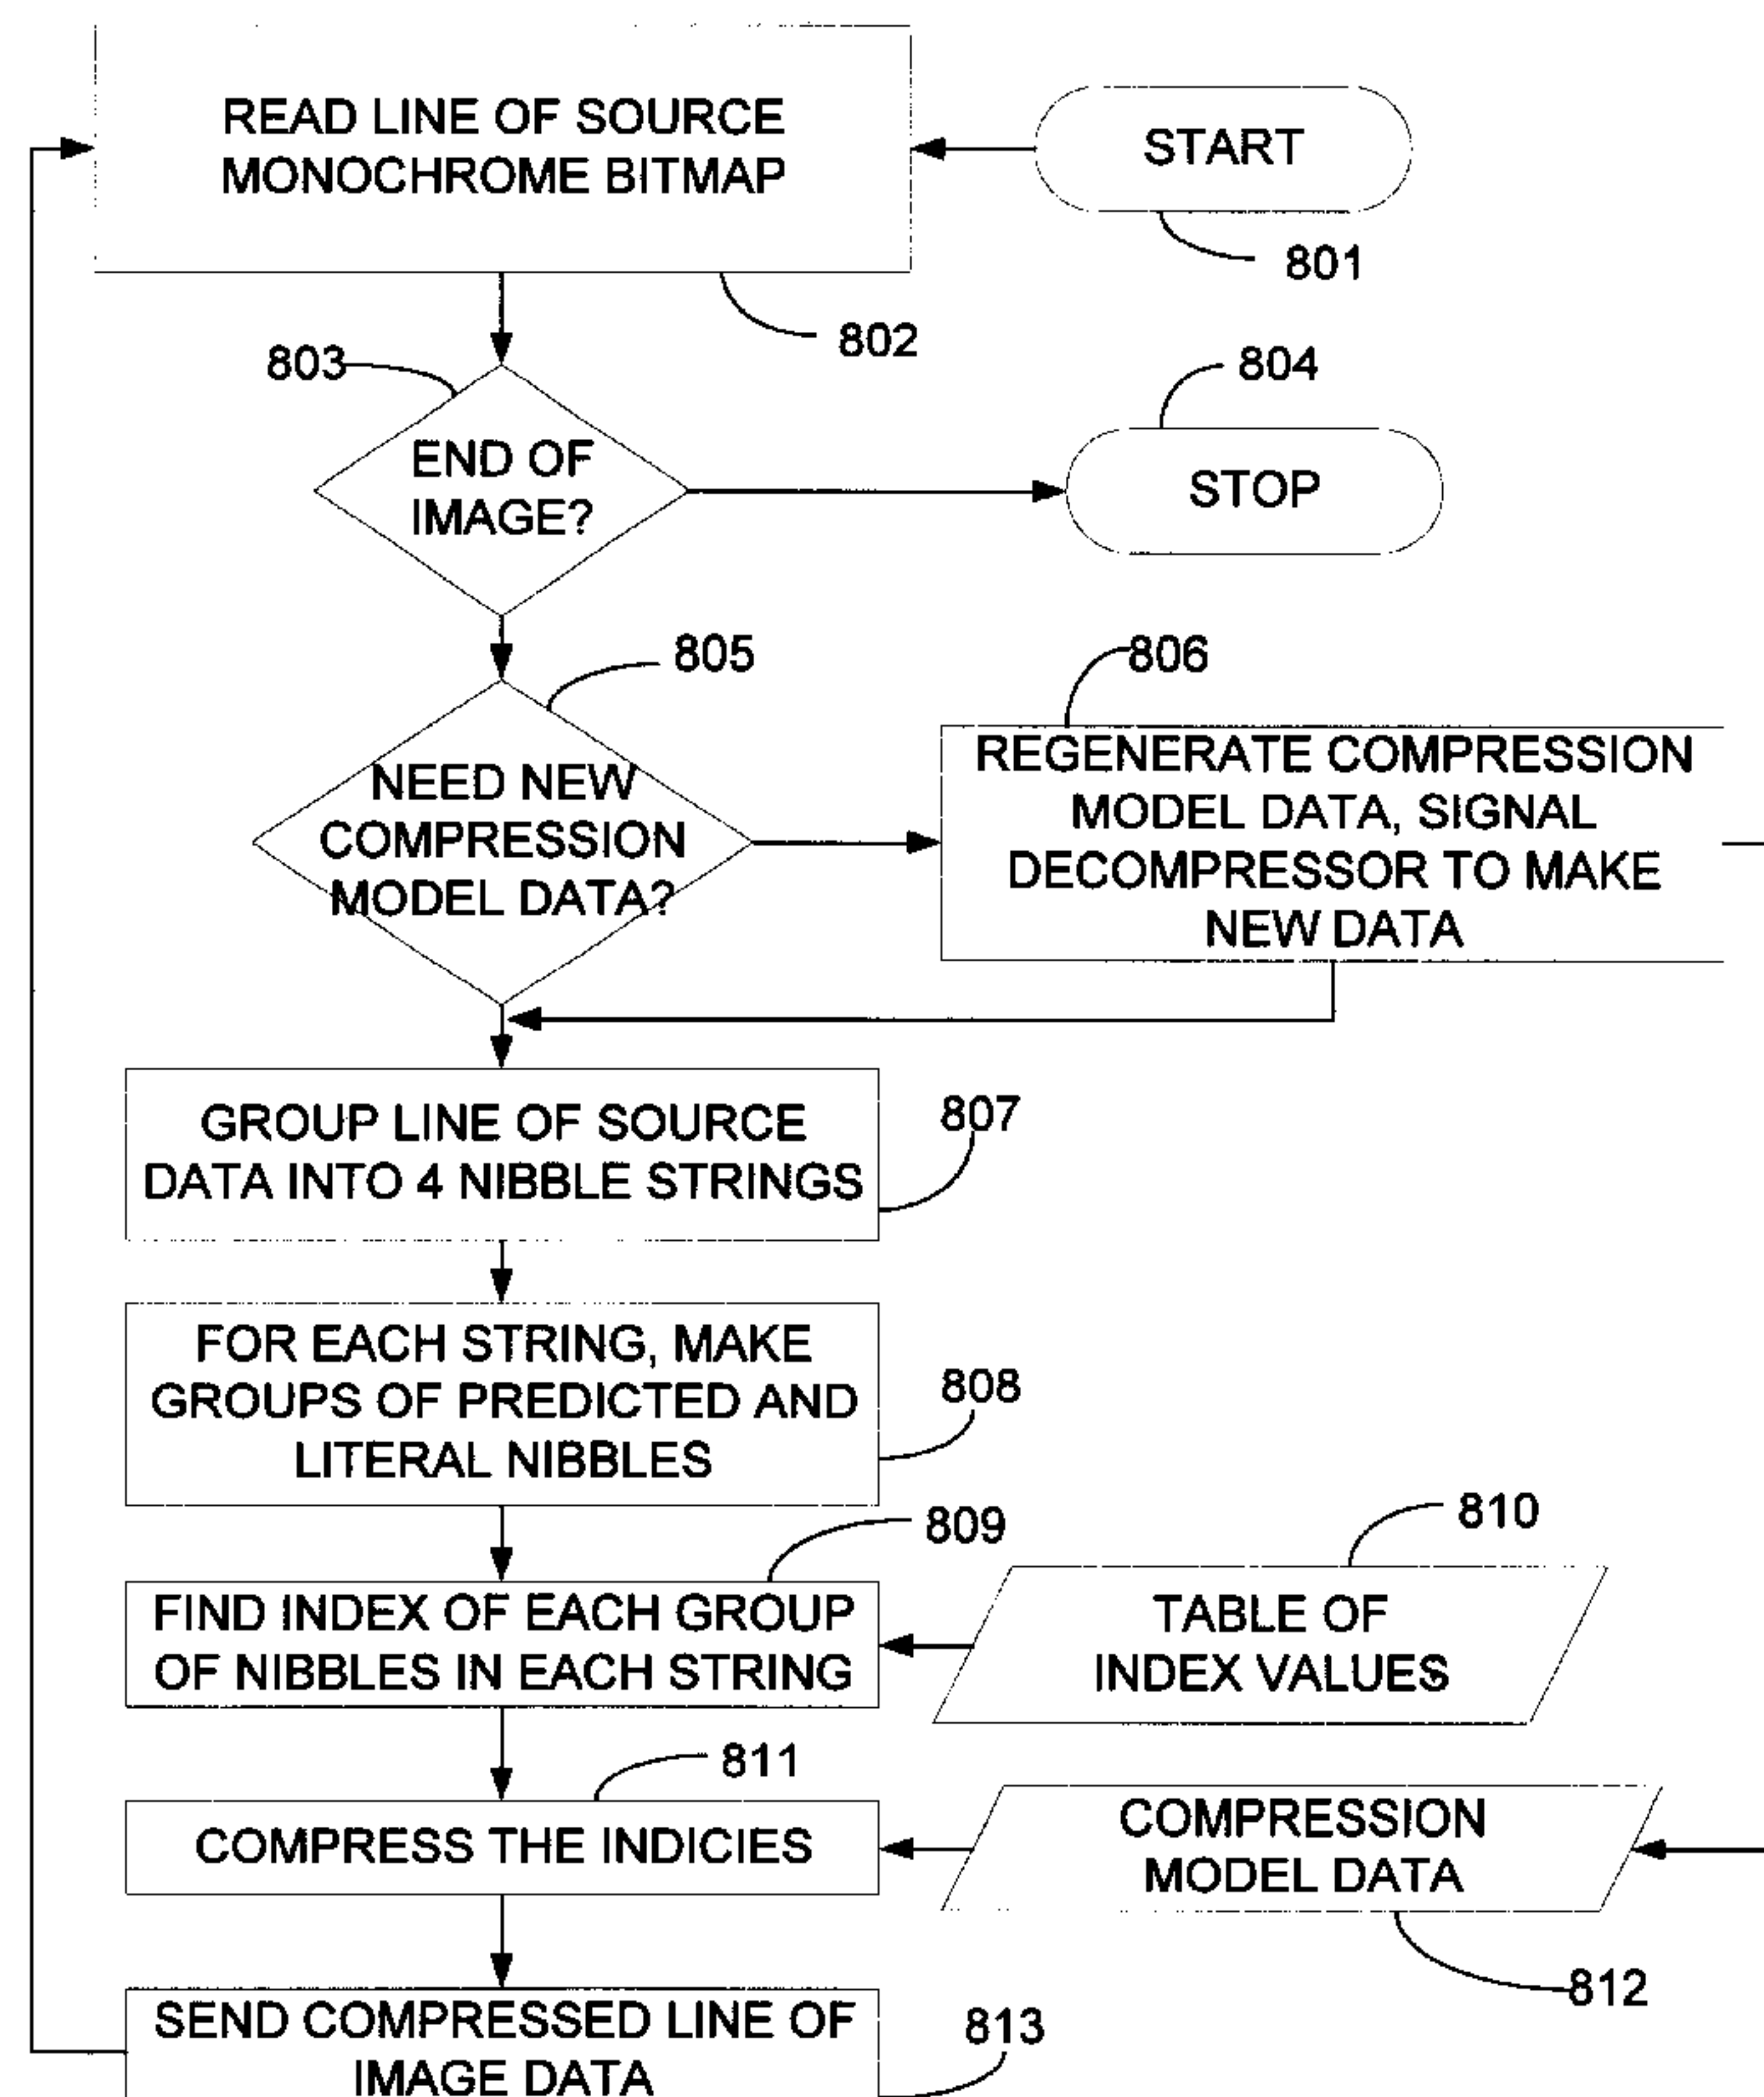 READ LINE OF SOURCE
MONOCHROME BITMAP
START
801
802
803
END OF
IMAGE?
804
STOP
805
NEED NEW
COMPRESSION
MODEL DATA?
806
REGENERATE COMPRESSION
MODEL DATA, SIGNAL
DECOMPRESSOR TO MAKE
NEW DATA
GROUP LINE OF SOURCE
DATA INTO 4 NIBBLE STRINGS
807
FOR EACH STRING, MAKE
GROUPS OF PREDICTED AND
LITERAL NIBBLES
808
809
FIND INDEX OF EACH GROUP
OF NIBBLES IN EACH STRING
810
TABLE OF
INDEX VALUES
811
COMPRESS THE INDICIES
COMPRESSION
MODEL DATA
812
SEND COMPRESSED LINE OF
IMAGE DATA
813